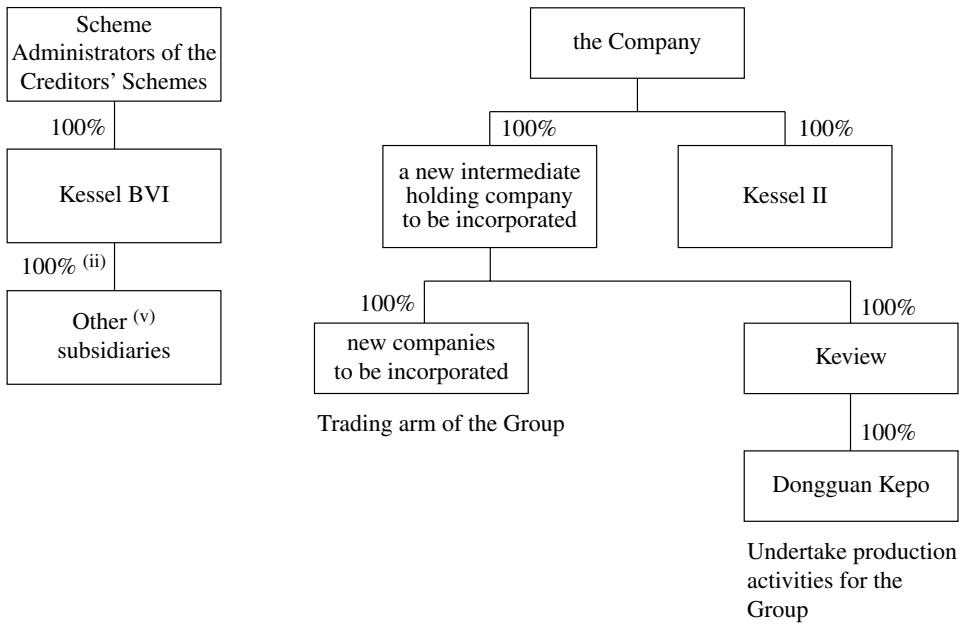 Scheme
Administrators of the
Creditors’ Schemes
100%
Kessel BVI
100% (ii)
Other (v)
subsidiaries
the Company
100%
100%
a new intermediate
holding company
to be incorporated
Kessel II
100%
100%
new companies
to be incorporated
Trading arm of the Group
Keview
100%
Dongguan Kepo
Undertake production
activities for the
Group